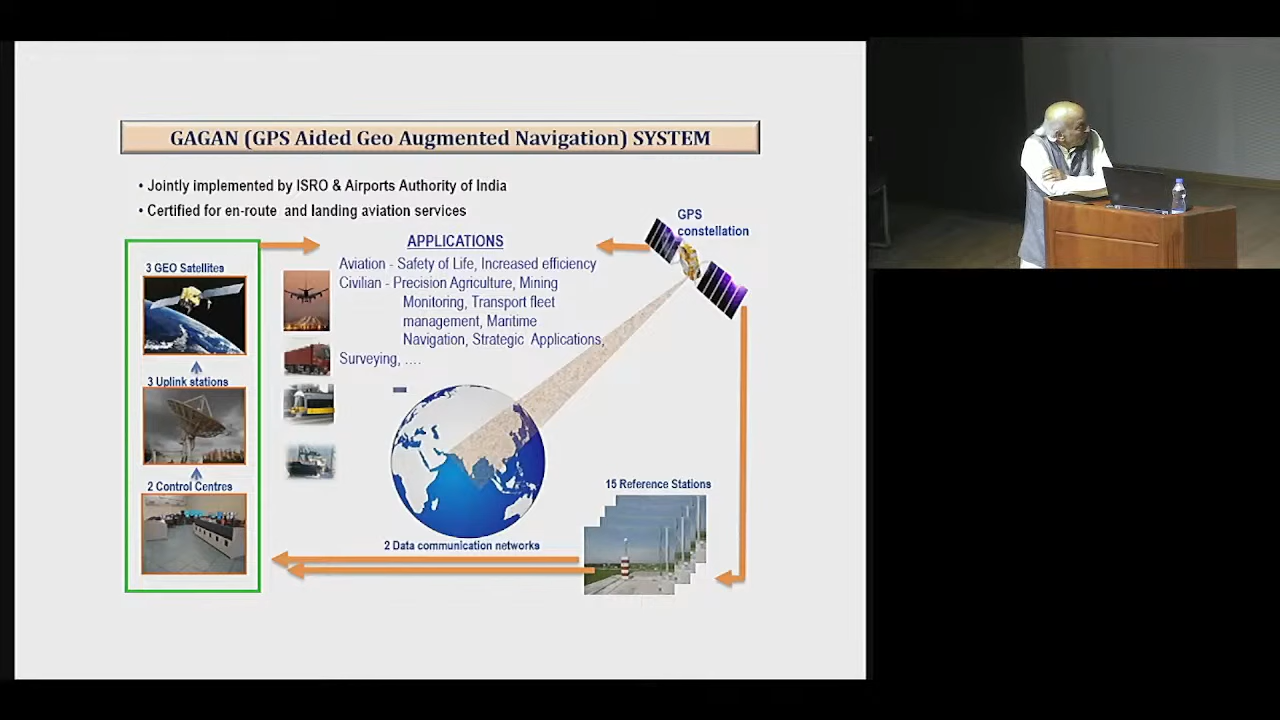 GAGAN (GPS Aided Geo Augmented Navigation) SYSTEM
• Jointly implemented by ISRO & Airports Authority of India
• Certified for en-route and landing aviation services
GPS
constellation
APPLICATIONS
Aviation - Safety of Life, Increased efficiency
Civilian - Precision Agriculture, Mining
Monitoring, Transport fleet
management, Maritime
Navigation, Strategic Applications,
Surveying, ....
3 GEO Satellites
3 Uplink stations
2 Control Centres
15 Reference Stations
2 Data communication networks